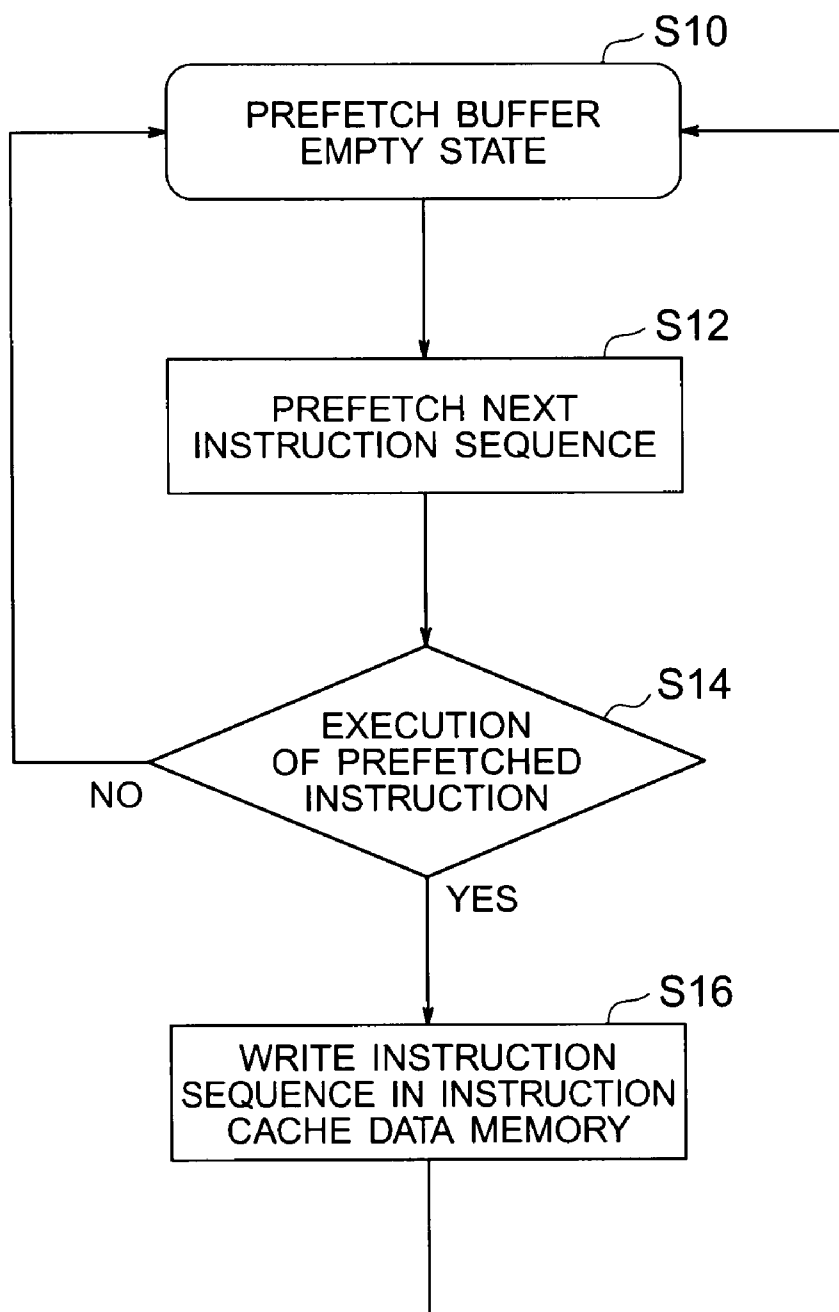 S10
PREFETCH BUFFER
EMPTY STATE
S12
PREFETCH NEXT
INSTRUCTION SEQUENCE
S14
EXECUTION
OF PREFETCHED
INSTRUCTION
NO
YES
S16
WRITE INSTRUCTION
SEQUENCE IN INSTRUCTION
CACHE DATA MEMORY